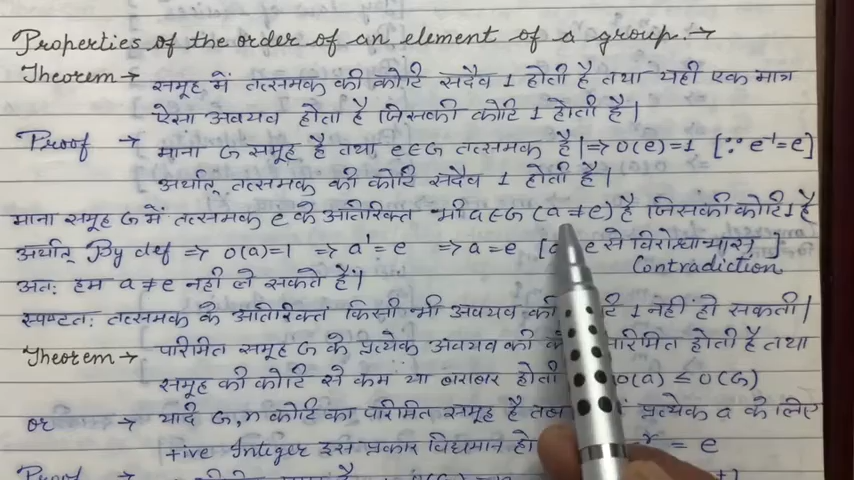 Properties of the order of an element of a group. →
Theorem → समूह में तत्समक की कोटि सदैव 1 होती है तथा यही एक मात्र
ऐसा अवयव होता है जिसकी कोटि 1 होती है।
Proof → माना G समूह है तथा e∈G तत्समक है। ⇒ O(e)=1 [∵ e¹=e]
अर्थात् तत्समक की कोटि सदैव 1 होती है।
माना समूह G में तत्समक e के अतिरिक्त भी a∈G (a≠e) है जिसकी कोटि 1 है
अर्थात् By def ⇒ O(a)=1 ⇒ a¹ = e ⇒ a = e [a e से विरोधाभास]
Contradiction
अतः हम a≠e नहीं ले सकते हैं।
स्पष्टतः तत्समक के अतिरिक्त किसी भी अवयव की 1 नहीं हो सकती।
Theorem → परिमित समूह G के प्रत्येक अवयव की परिमित होती है तथा
समूह की कोटि से कम या बराबर होती O(a) ≤ O(G)
or → यदि G, n कोटि का परिमित समूह है प्रत्येक a के लिए
+ive Integer इस प्रकार विद्यमान हो = e
Proof →